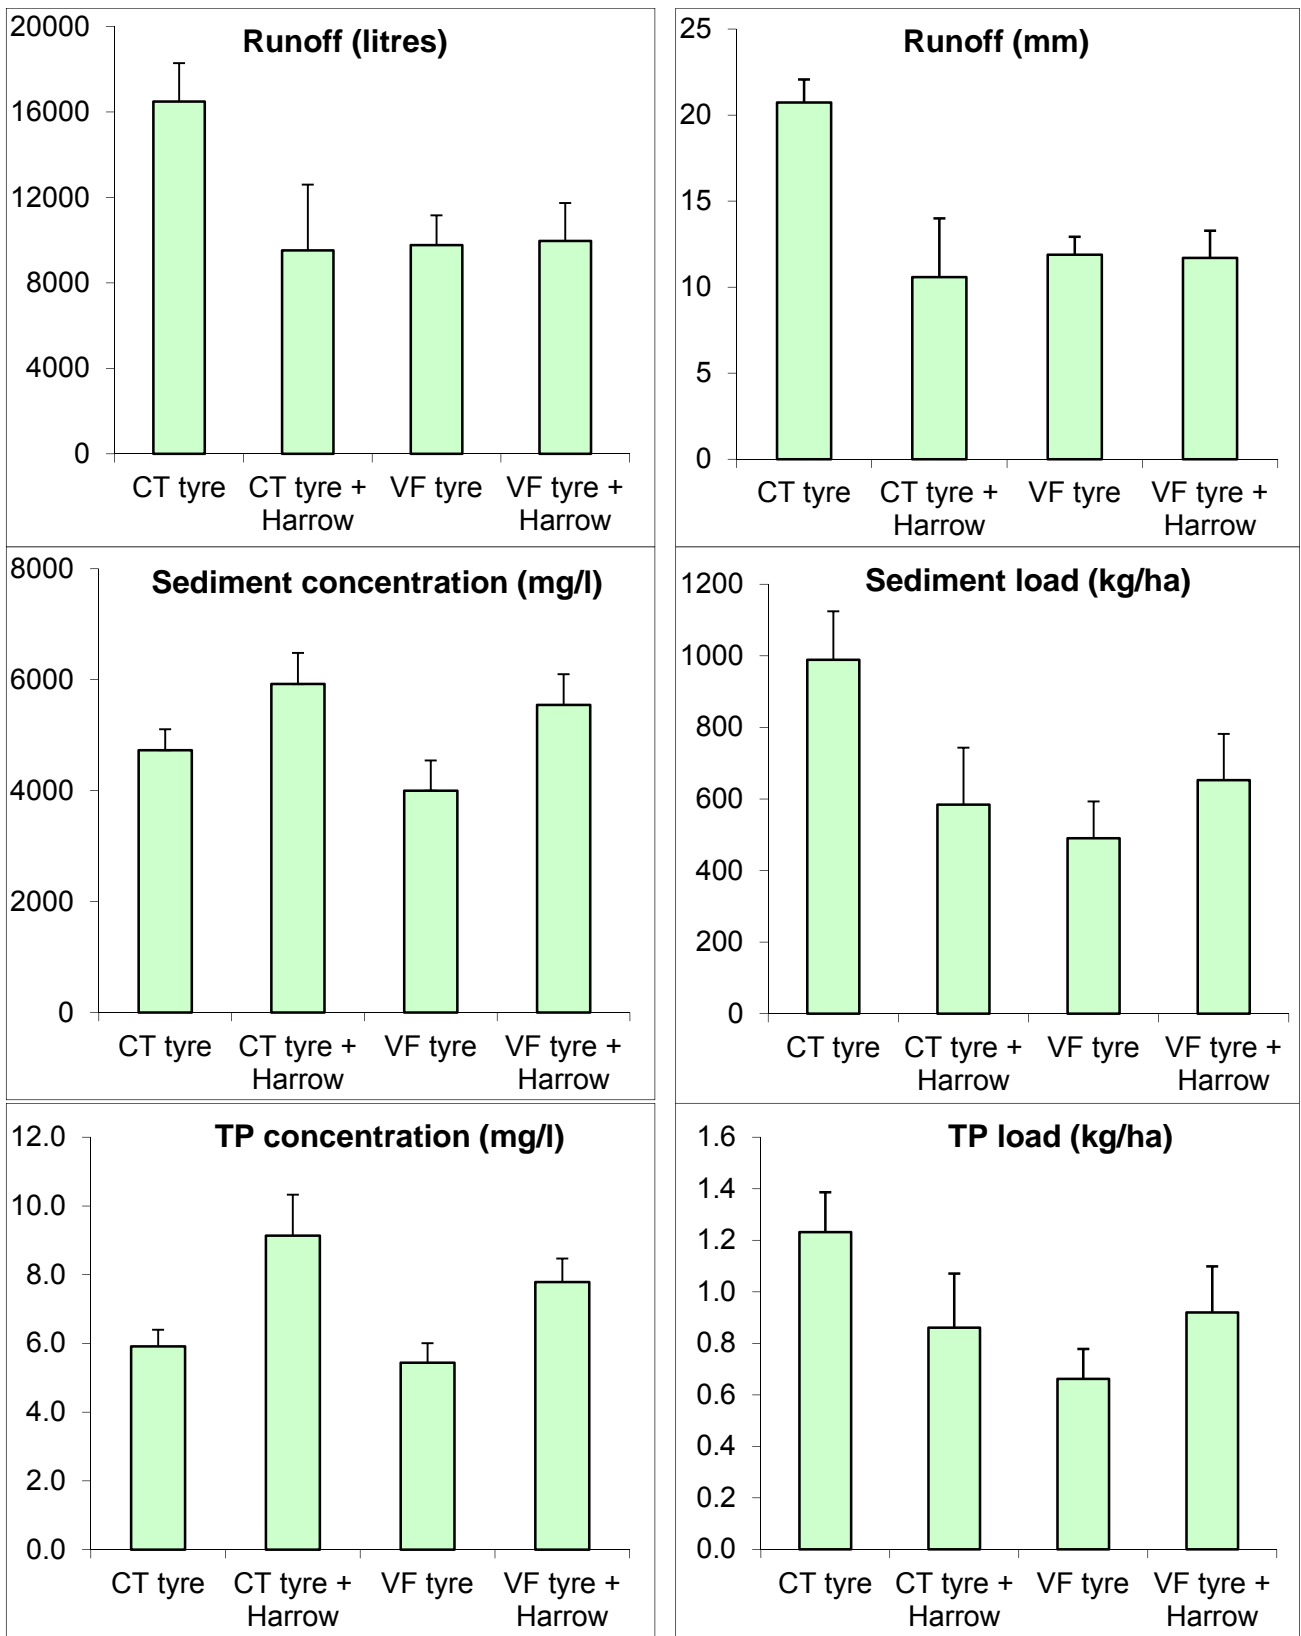 Runoff (litres)
20000
16000
12000
8000
4000
0
CT tyre
CT tyre +
Harrow
VF tyre
VF tyre +
Harrow
Runoff (mm)
25
20
15
10
5
0
CT tyre
CT tyre +
Harrow
VF tyre
VF tyre +
Harrow
Sediment concentration (mg/l)
8000
6000
4000
2000
0
CT tyre
CT tyre +
Harrow
VF tyre
VF tyre +
Harrow
Sediment load (kg/ha)
1200
1000
800
600
400
200
0
CT tyre
CT tyre +
Harrow
VF tyre
VF tyre +
Harrow
TP concentration (mg/l)
12.0
10.0
8.0
6.0
4.0
2.0
0.0
CT tyre
CT tyre +
Harrow
VF tyre
VF tyre +
Harrow
TP load (kg/ha)
1.6
1.4
1.2
1.0
0.8
0.6
0.4
0.2
0.0
CT tyre
CT tyre +
Harrow
VF tyre
VF tyre +
Harrow